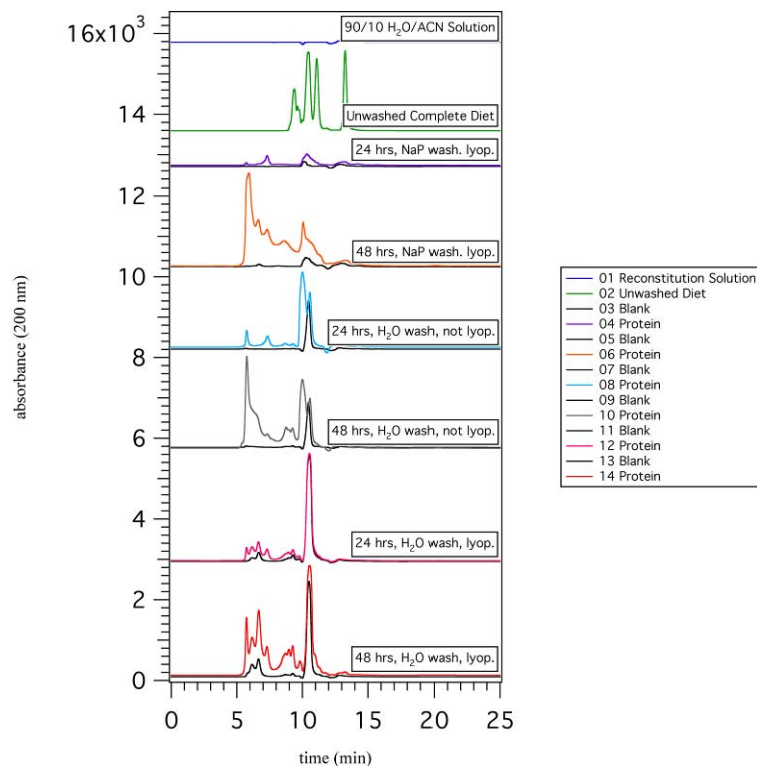 16x10³
14
12
10
8
6
4
2
0
absorbance (200 nm)
90/10 H₂O/ACN Solution
Unwashed Complete Diet
24 hrs, NaP wash. lyop.
48 hrs, NaP wash. lyop.
24 hrs, H₂O wash, not lyop.
48 hrs, H₂O wash, not lyop.
24 hrs, H₂O wash, lyop.
48 hrs, H₂O wash, lyop.
0 5 10 15 20 25
time (min)
01 Reconstitution Solution
02 Unwashed Diet
03 Blank
04 Protein
05 Blank
06 Protein
07 Blank
08 Protein
09 Blank
10 Protein
11 Blank
12 Protein
13 Blank
14 Protein